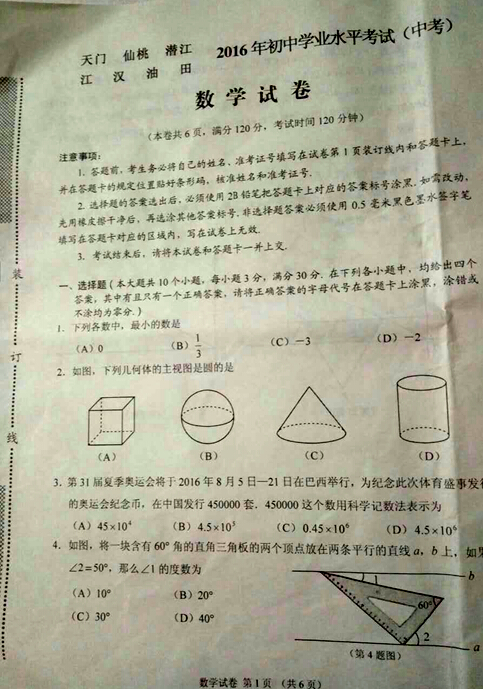 天门 仙桃 潜江
江 汉 油 田
2016年初中学业水平考试（中考）
数学试卷
（本卷共6页，满分120分，考试时间120分钟）
注意事项：
1. 答题前，考生务必将自己的姓名、准考证号填写在试卷第1页装订线内和答题卡上，
并在答题卡的规定位置贴好条形码，核准姓名和准考证号.
2. 选择题的答案选出后，必须使用2B铅笔把答题卡上对应的答案标号涂黑. 如需改动，
先用橡皮擦干净后，再选涂其他答案标号. 非选择题答案必须使用0.5毫米黑色墨水签字笔
填写在答题卡对应的区域内，写在试卷上无效.
3. 考试结束后，请将本试卷和答题卡一并上交.
一、选择题（本大题共10个小题，每小题3分，满分30分. 在下列各小题中，均给出四个
答案，其中有且只有一个正确答案，请将正确答案的字母代号在答题卡上涂黑，涂错或
不涂均为零分.）
1. 下列各数中，最小的数是
（A）0 （B）1/3 （C）−3 （D）−2
2. 如图，下列几何体的主视图是圆的是
（A） （B） （C） （D）
3. 第31届夏季奥运会将于2016年8月5日—21日在巴西举行，为纪念此次体育盛事发行
的奥运会纪念币，在中国发行450000套. 450000这个数用科学记数法表示为
（A）45×10⁴ （B）4.5×10⁵ （C）0.45×10⁶ （D）4.5×10⁶
4. 如图，将一块含有60°角的直角三角板的两个顶点放在两条平行的直线a，b上，如果
∠2=50°，那么∠1的度数为
（A）10° （B）20°
（C）30° （D）40°
b
60°
2
a
（第4题图）
数学试卷 第1页 （共6页）
装
订
线